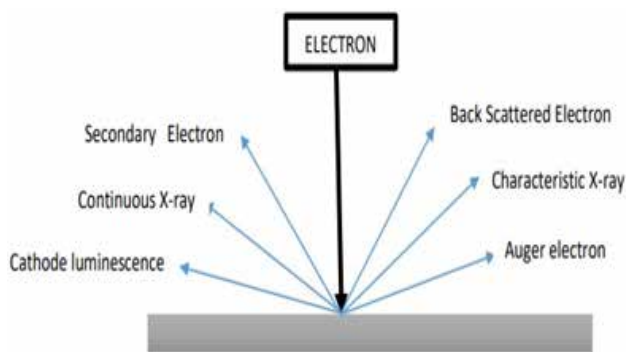 ELECTRON
Back Scattered Electron
Secondary Electron
Characteristic X-ray
Continuous X-ray
Auger electron
Cathode luminescence